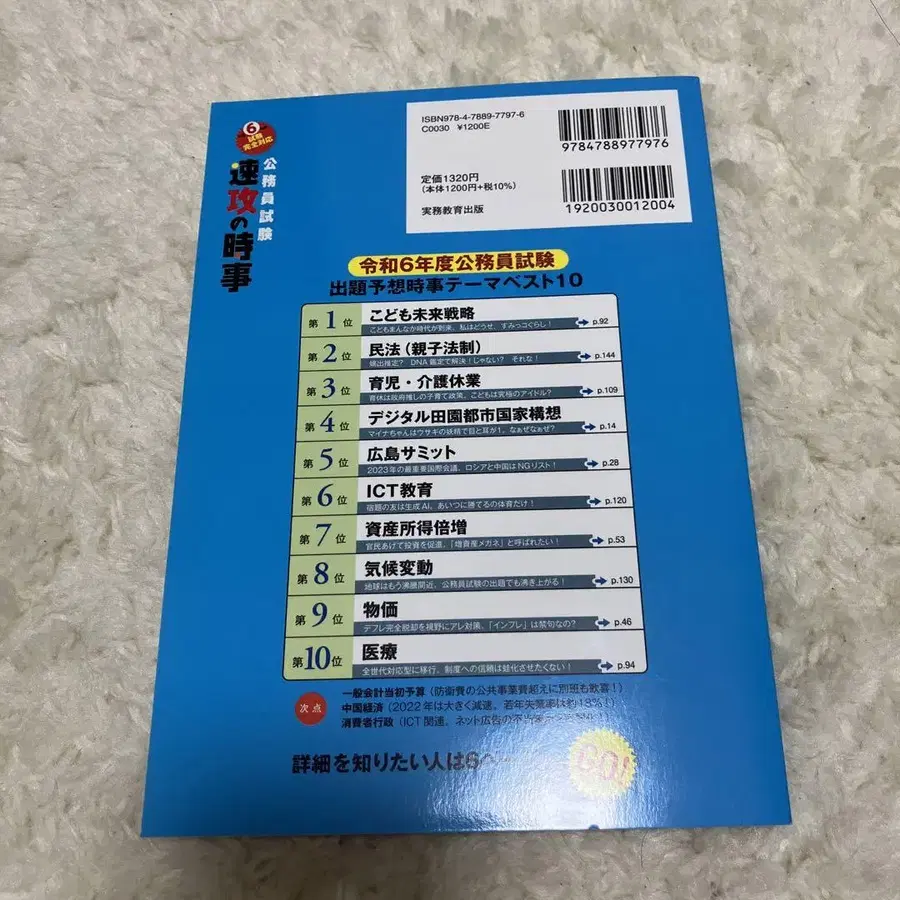 6
試験
完全対応
公務員試験
速攻の時事
ISBN978-4-7889-7797-6
C0030 ¥1200E
9784788977976
定価1320円
(本体1200円+税10%)
実務教育出版
1920030012004
令和6年度公務員試験
出題予想時事テーマベスト10
第1位 こども未来戦略
こどもまんなか時代が到来、私はどうせ、すみっコぐらし! p.92
第2位 民法(親子法制)
嫡出推定? DNA鑑定で解決!じゃない? それな! p.144
第3位 育児・介護休業
育休は政府推しの子育て政策、こどもは究極のアイドル? p.109
第4位 デジタル田園都市国家構想
マイナちゃんはウサギの妖精で目と耳が1、なぁぜなぁぜ? p.14
第5位 広島サミット
2023年の最重要国際会議、ロシアと中国はNGリスト! p.28
第6位 ICT教育
宿題の友は生成AI、あいつに勝てるの体育だけ! p.120
第7位 資産所得倍増
官民あげて投資を促進、「増資産メガネ」と呼ばれたい! p.53
第8位 気候変動
地球はもう沸騰間近、公務員試験の出題でも沸き上がる! p.130
第9位 物価
デフレ完全脱却を視野にアレ対策、「インフレ」は禁句なの? p.46
第10位 医療
全世代対応型に移行、制度への信頼は蛙化させたくない! p.94
次点
一般会計当初予算(防衛費の公共事業費超えに別班も歓喜!)
中国経済(2022年は大きく減速、若年失業率は約18%!)
消費者行政(ICT関連、ネット広告の不
詳細を知りたい人は6
GO!